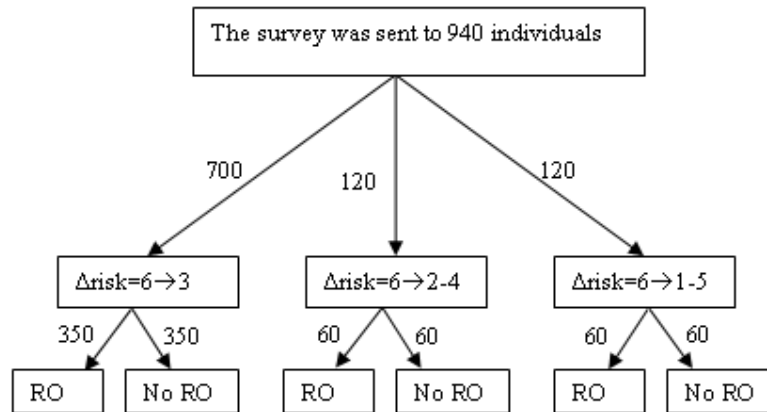 The survey was sent to 940 individuals
700
120
120
Δrisk=6→3
Δrisk=6→2-4
Δrisk=6→1-5
350
350
60
60
60
60
RO
No RO
RO
No RO
RO
No RO